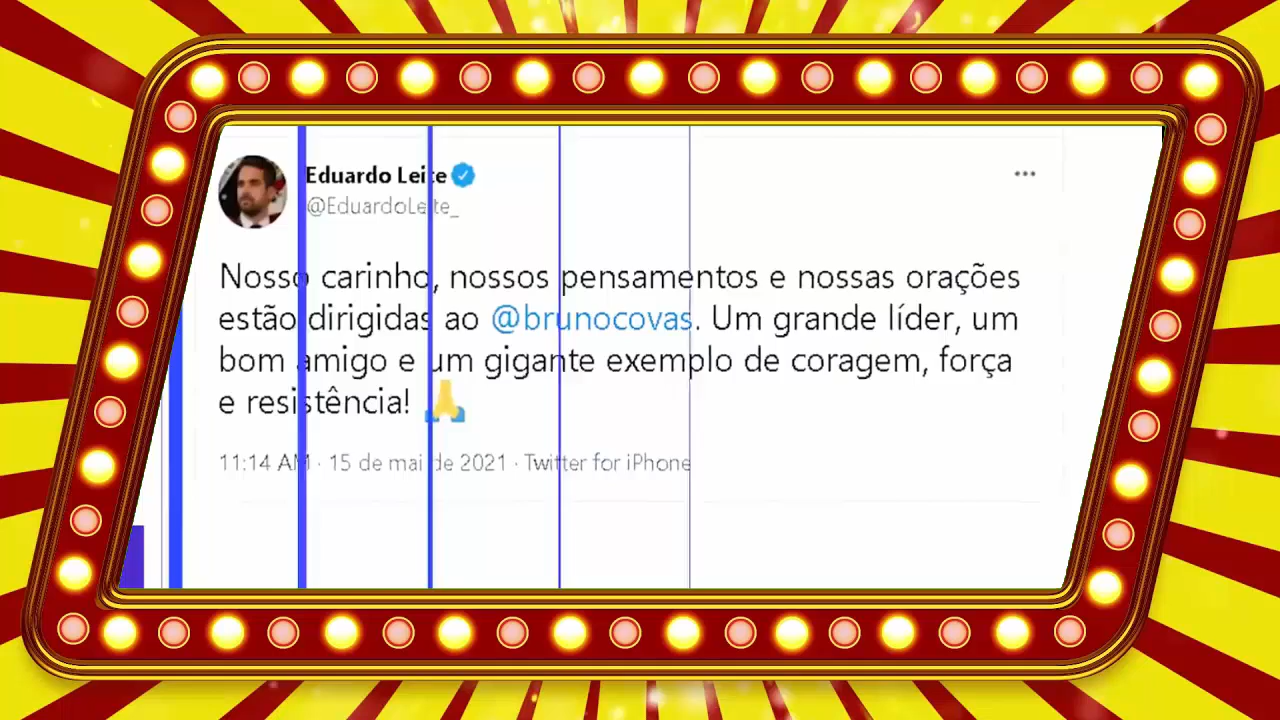 Eduardo Leite
@EduardoLeite_
Nosso carinho, nossos pensamentos e nossas orações
estão dirigidas ao @brunocovas. Um grande líder, um
bom amigo e um gigante exemplo de coragem, força
e resistência! 🙏
11:14 AM · 15 de mai de 2021 · Twitter for iPhone